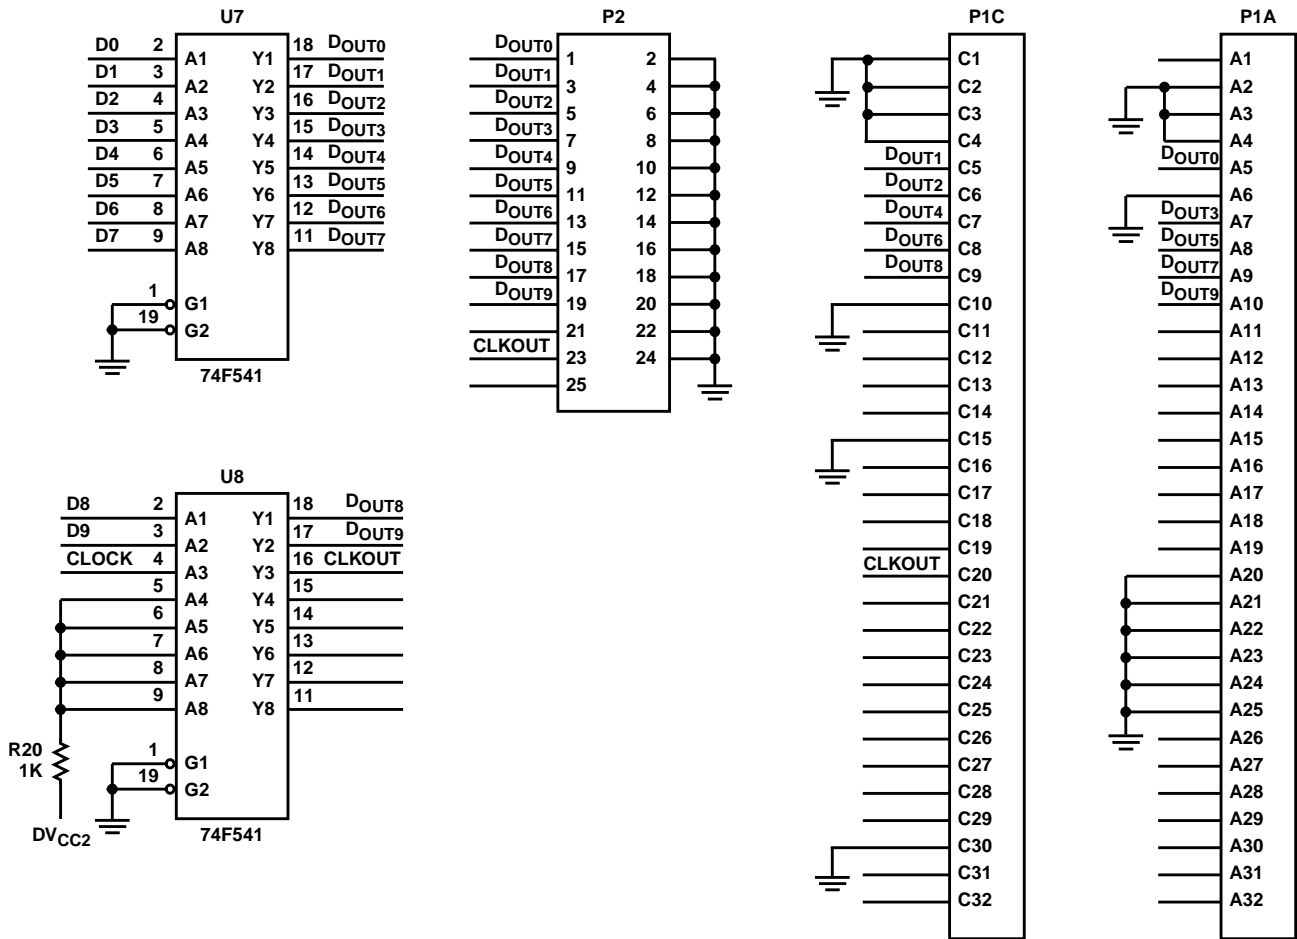 U7
D0 2 A1 Y1 18 DOUT0
D1 3 A2 Y2 17 DOUT1
D2 4 A3 Y3 16 DOUT2
D3 5 A4 Y4 15 DOUT3
D4 6 A5 Y5 14 DOUT4
D5 7 A6 Y6 13 DOUT5
D6 8 A7 Y7 12 DOUT6
D7 9 A8 Y8 11 DOUT7
1 G1
19 G2
74F541
U8
D8 2 A1 Y1 18 DOUT8
D9 3 A2 Y2 17 DOUT9
CLOCK 4 A3 Y3 16 CLKOUT
5 A4 Y4 15
6 A5 Y5 14
7 A6 Y6 13
8 A7 Y7 12
9 A8 Y8 11
R20
1K
1 G1
19 G2
DVCC2
74F541
P2
DOUT0 1 2
DOUT1 3 4
DOUT2 5 6
DOUT3 7 8
DOUT4 9 10
DOUT5 11 12
DOUT6 13 14
DOUT7 15 16
DOUT8 17 18
DOUT9 19 20
21 22
CLKOUT 23 24
25
P1C
C1
C2
C3
C4
DOUT1 C5
DOUT2 C6
DOUT4 C7
DOUT6 C8
DOUT8 C9
C10
C11
C12
C13
C14
C15
C16
C17
C18
C19
CLKOUT C20
C21
C22
C23
C24
C25
C26
C27
C28
C29
C30
C31
C32
P1A
A1
A2
A3
A4
DOUT0 A5
A6
DOUT3 A7
DOUT5 A8
DOUT7 A9
DOUT9 A10
A11
A12
A13
A14
A15
A16
A17
A18
A19
A20
A21
A22
A23
A24
A25
A26
A27
A28
A29
A30
A31
A32